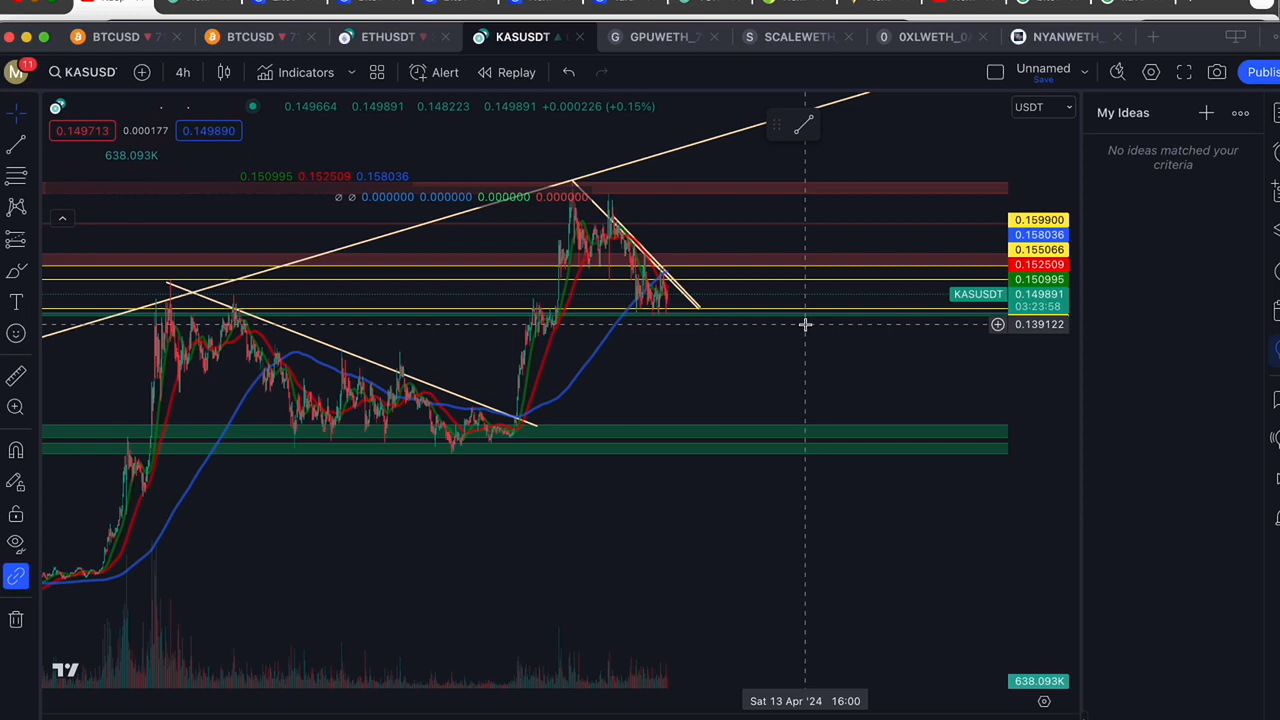 BTCUSD
BTCUSD
ETHUSDT
KASUSDT
GPUWETH_
SCALEWETH
0XLWETH_0
NYANWETH_
M
11
KASUSD
4h
Indicators
Alert
Replay
Unnamed
Save
Publis
0.149664 0.149891 0.148223 0.149891 +0.000226 (+0.15%)
USDT
My Ideas
0.149713 0.000177 0.149890
638.093K
No ideas matched your
criteria
0.150995 0.152509 0.158036
∅ ∅ 0.000000 0.000000 0.000000 0.000000
0.159900
0.158036
0.155066
0.152509
0.150995
KASUSDT 0.149891
03:23:58
0.139122
638.093K
Sat 13 Apr '24 16:00